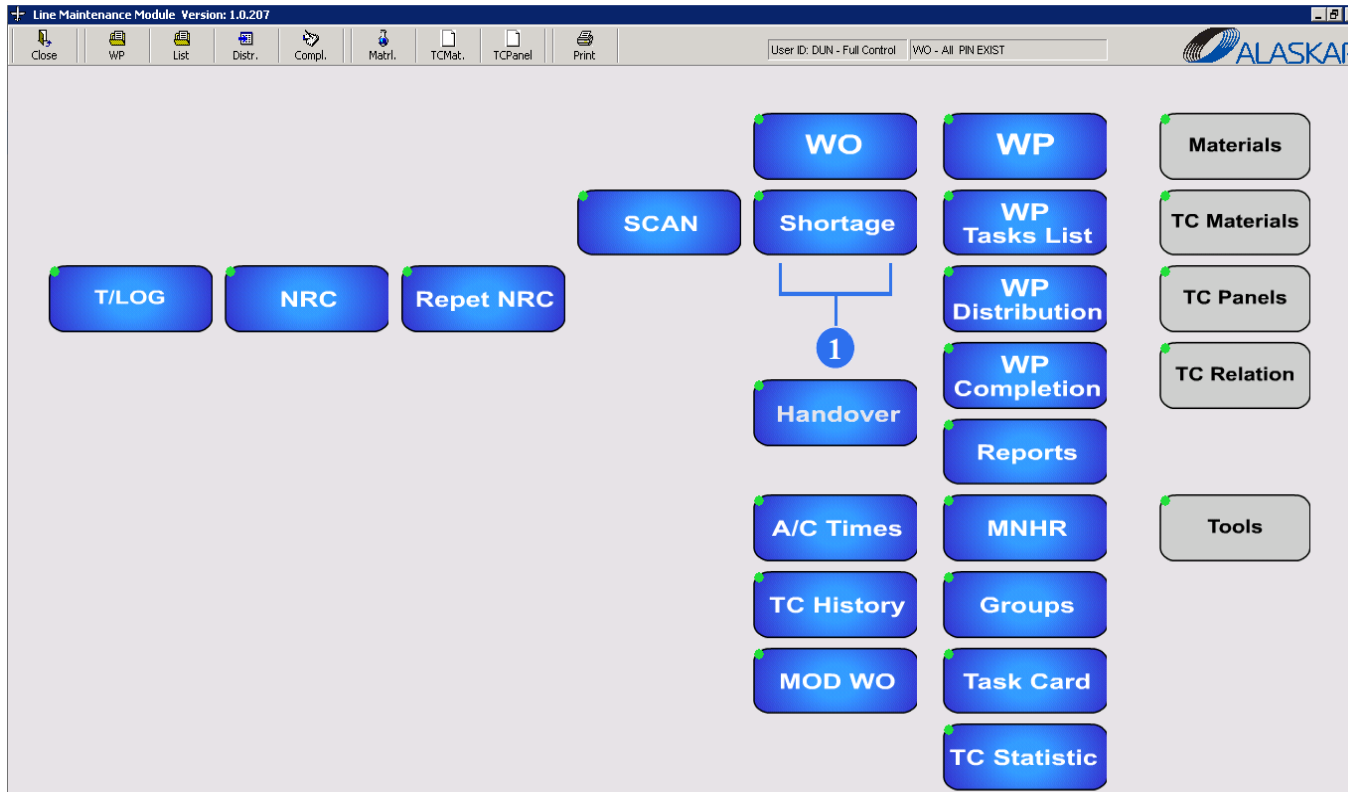 Line Maintenance Module Version: 1.0.207
Close WP List Distr. Compl. Matrl. TCMat. TCPanel Print
User ID: DUN - Full Control WO - All PIN EXIST
ALASKAR
WO WP Materials
SCAN Shortage WP Tasks List TC Materials
T/LOG NRC Repet NRC WP Distribution TC Panels
1
WP Completion TC Relation
Handover
Reports
A/C Times MNHR Tools
TC History Groups
MOD WO Task Card
TC Statistic